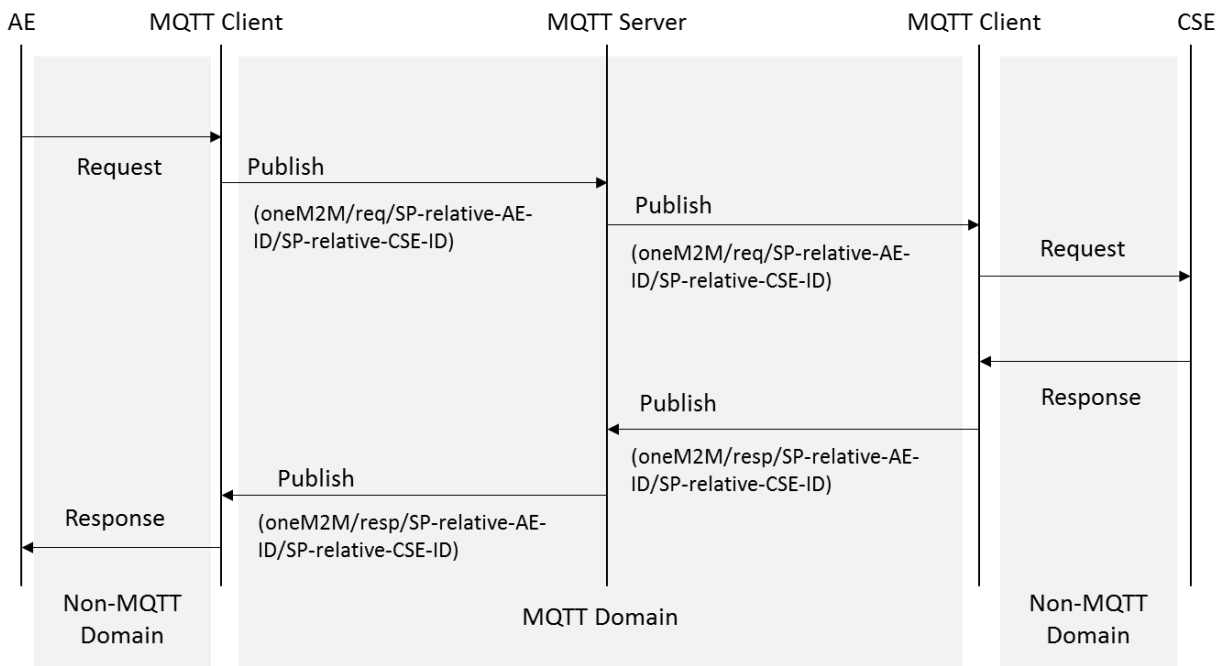 AE
MQTT Client
MQTT Server
MQTT Client
CSE
Request
Publish
(oneM2M/req/SP-relative-AE-
ID/SP-relative-CSE-ID)
Publish
(oneM2M/req/SP-relative-AE-
ID/SP-relative-CSE-ID)
Request
Response
Publish
(oneM2M/resp/SP-relative-AE-
ID/SP-relative-CSE-ID)
Publish
(oneM2M/resp/SP-relative-AE-
ID/SP-relative-CSE-ID)
Response
Non-MQTT
Domain
MQTT Domain
Non-MQTT
Domain